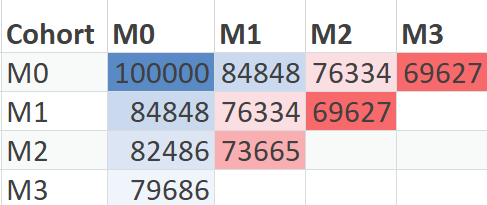 Cohort M0 M1 M2 M3
M0 100000 84848 76334 69627
M1 84848 76334 69627
M2 82486 73665
M3 79686